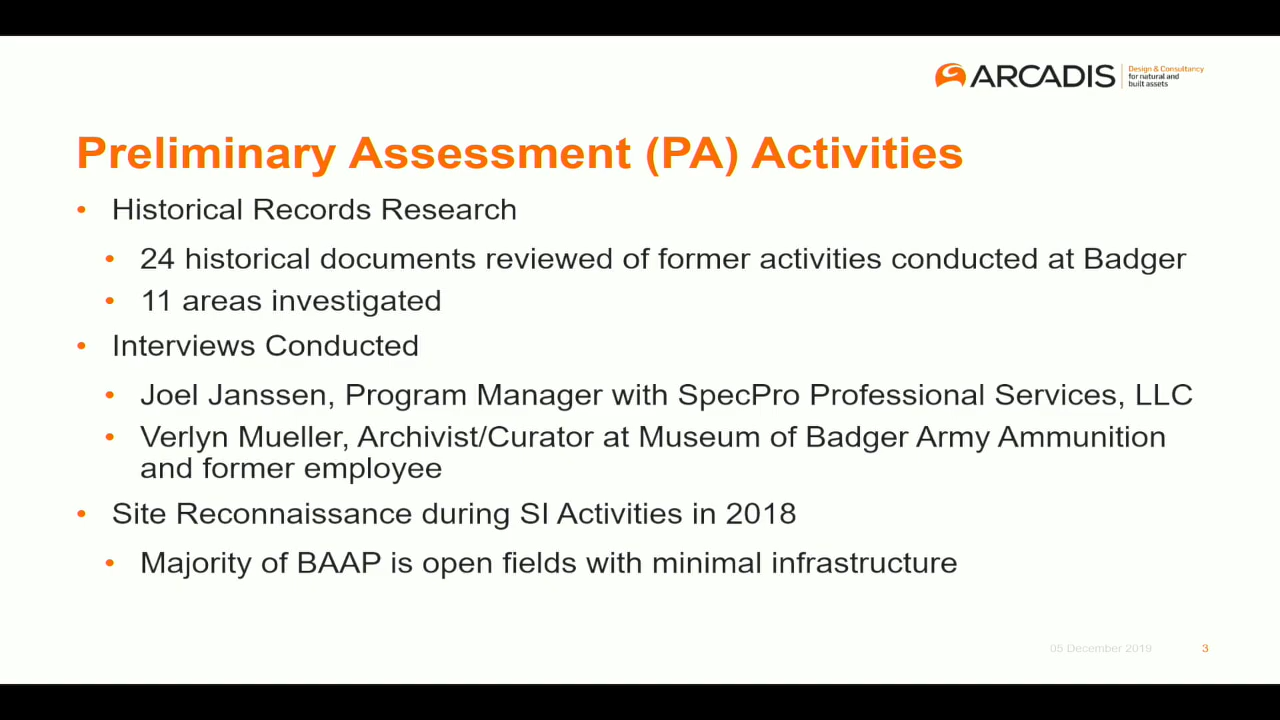 ARCADIS
Design & Consultancy
for natural and
built assets
Preliminary Assessment (PA) Activities
• Historical Records Research
• 24 historical documents reviewed of former activities conducted at Badger
• 11 areas investigated
• Interviews Conducted
• Joel Janssen, Program Manager with SpecPro Professional Services, LLC
• Verlyn Mueller, Archivist/Curator at Museum of Badger Army Ammunition
and former employee
• Site Reconnaissance during SI Activities in 2018
• Majority of BAAP is open fields with minimal infrastructure
05 December 2019 3